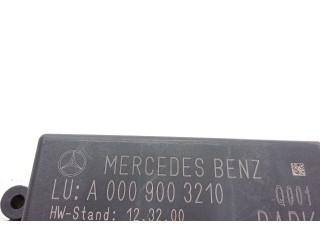 MERCEDES BENZ
LU: A 000 900 3210 Q001
HW-Stand: 12.32.00